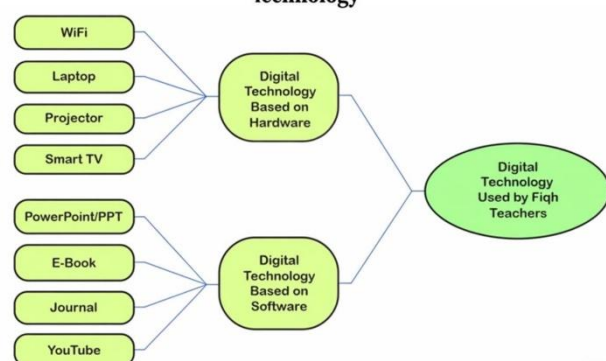 technology
WiFi
Laptop
Projector
Smart TV
Digital
Technology
Based on
Hardware
PowerPoint/PPT
E-Book
Journal
YouTube
Digital
Technology
Based on
Software
Digital
Technology
Used by Fiqh
Teachers